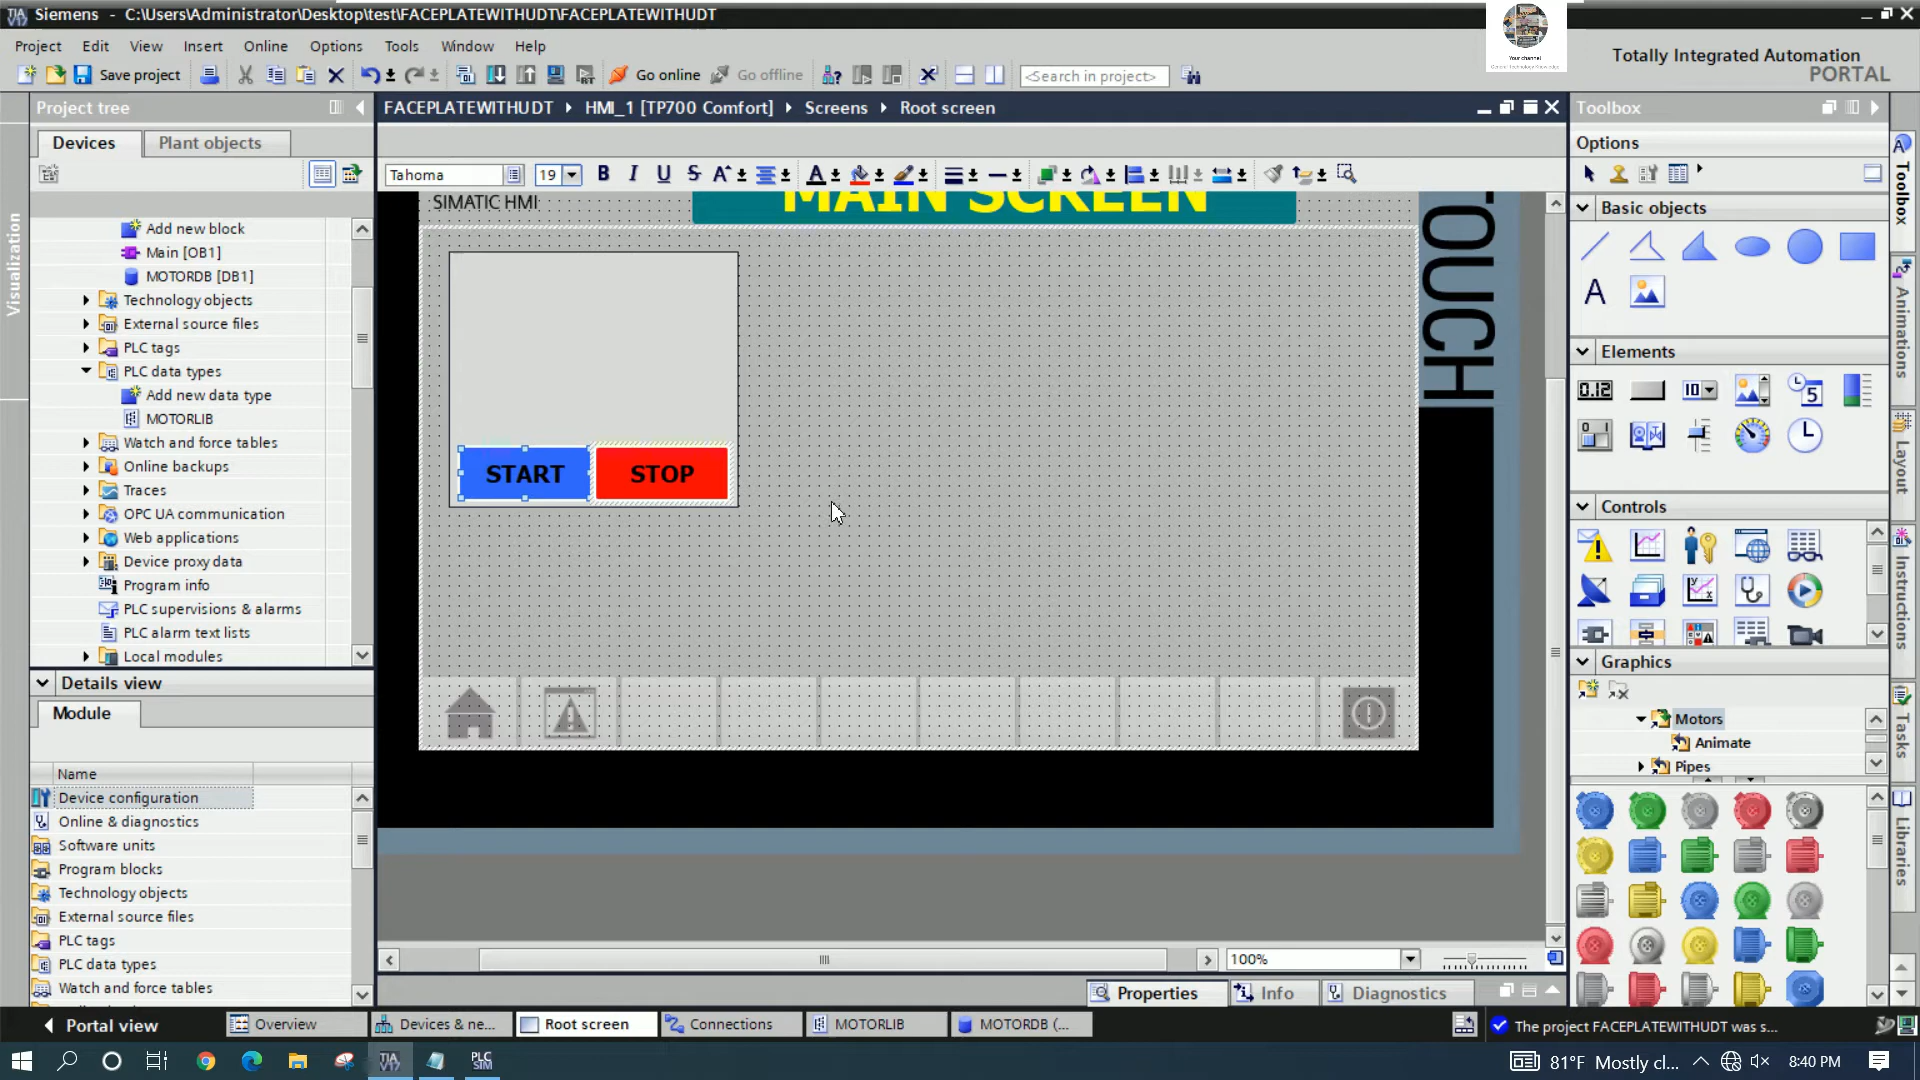 Siemens - C:\Users\Administrator\Desktop\test\FACEPLATEWITHUDT\FACEPLATEWITHUDT
Project Edit View Insert Online Options Tools Window Help
Totally Integrated Automation
PORTAL
Your channel
Save project
Go online
Go offline
<Search in project>
Project tree
FACEPLATEWITHUDT HMI_1 [TP700 Comfort] Screens Root screen
Toolbox
Devices
Plant objects
Options
Tahoma
19
B I U S A
Visualization
Add new block
Main [OB1]
MOTORDB [DB1]
Technology objects
External source files
PLC tags
PLC data types
Add new data type
MOTORLIB
Watch and force tables
Online backups
Traces
OPC UA communication
Web applications
Device proxy data
Program info
PLC supervisions & alarms
PLC alarm text lists
Local modules
SIMATIC HMI
MAIN SCREEN
TOUCH
START
STOP
Basic objects
Elements
Controls
Graphics
Motors
Animate
Pipes
Toolbox
Animations
Layout
Instructions
Tasks
Libraries
Details view
Module
Name
Device configuration
Online & diagnostics
Software units
Program blocks
Technology objects
External source files
PLC tags
PLC data types
Watch and force tables
100%
Properties
Info
Diagnostics
Portal view
Overview
Devices & ne...
Root screen
Connections
MOTORLIB
MOTORDB (...
The project FACEPLATEWITHUDT was s...
81°F Mostly cl...
8:40 PM